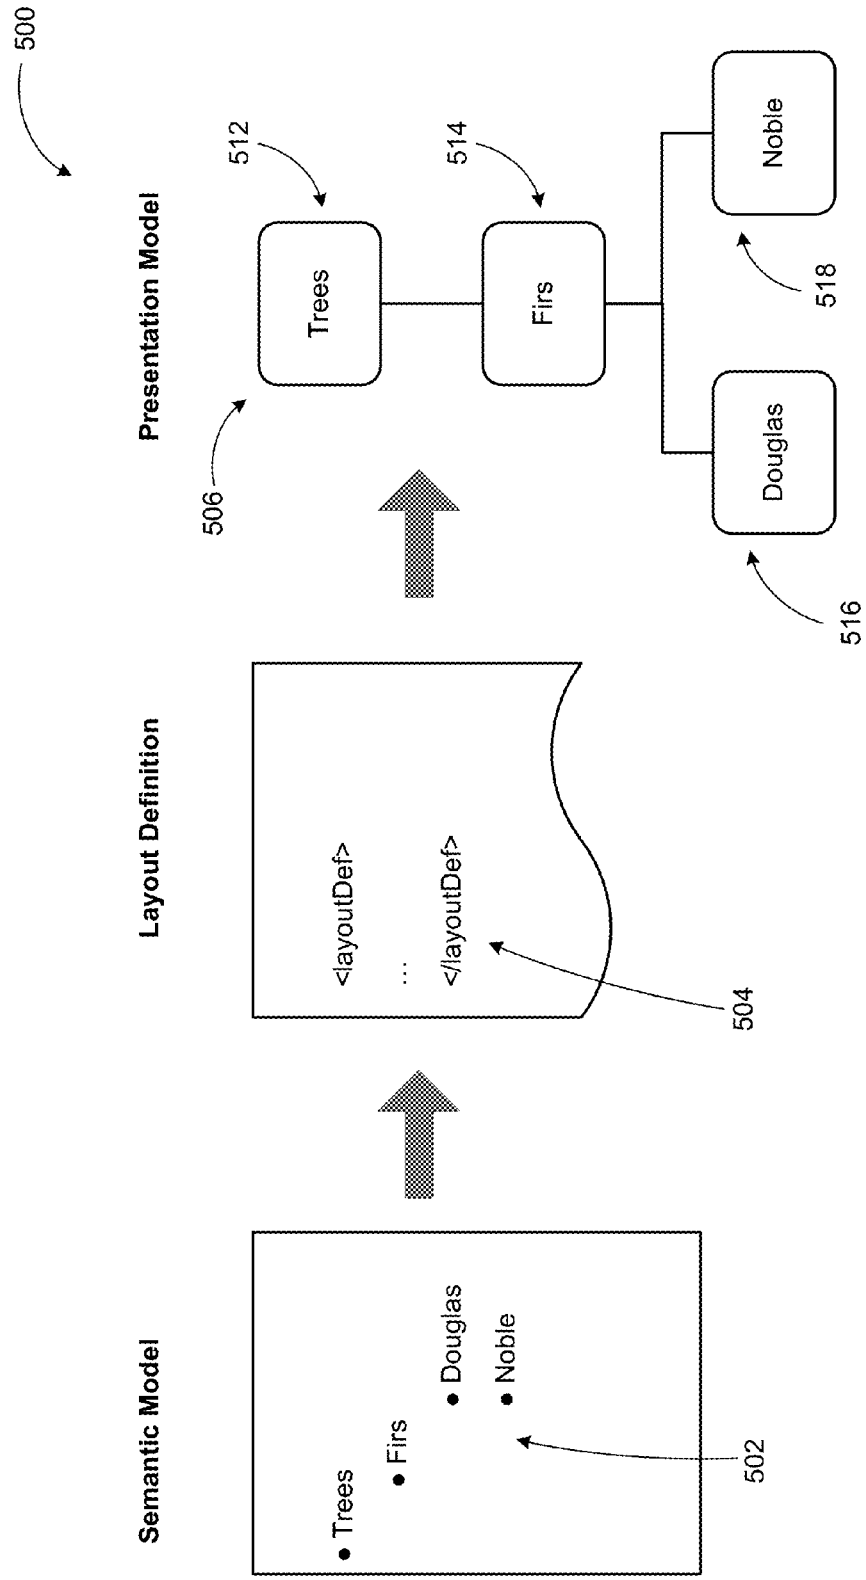 500
Semantic Model
• Trees
• Firs
• Douglas
• Noble
502
Layout Definition
<layoutDef>
...
</layoutDef>
504
Presentation Model
506
Trees
512
Firs
514
Douglas
516
Noble
518